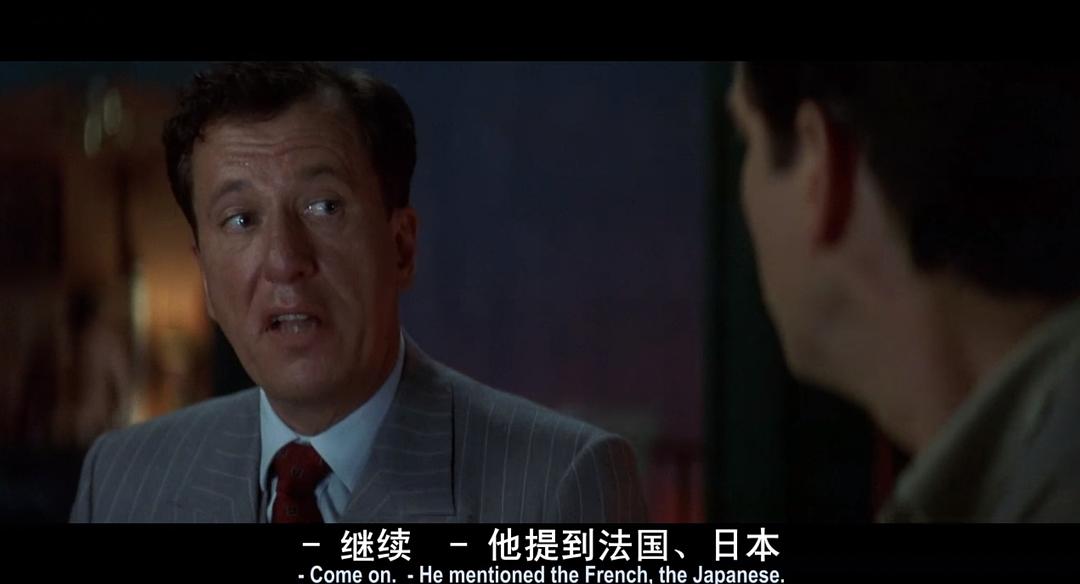 - 继续 - 他提到法国、日本
- Come on. - He mentioned the French, the Japanese.